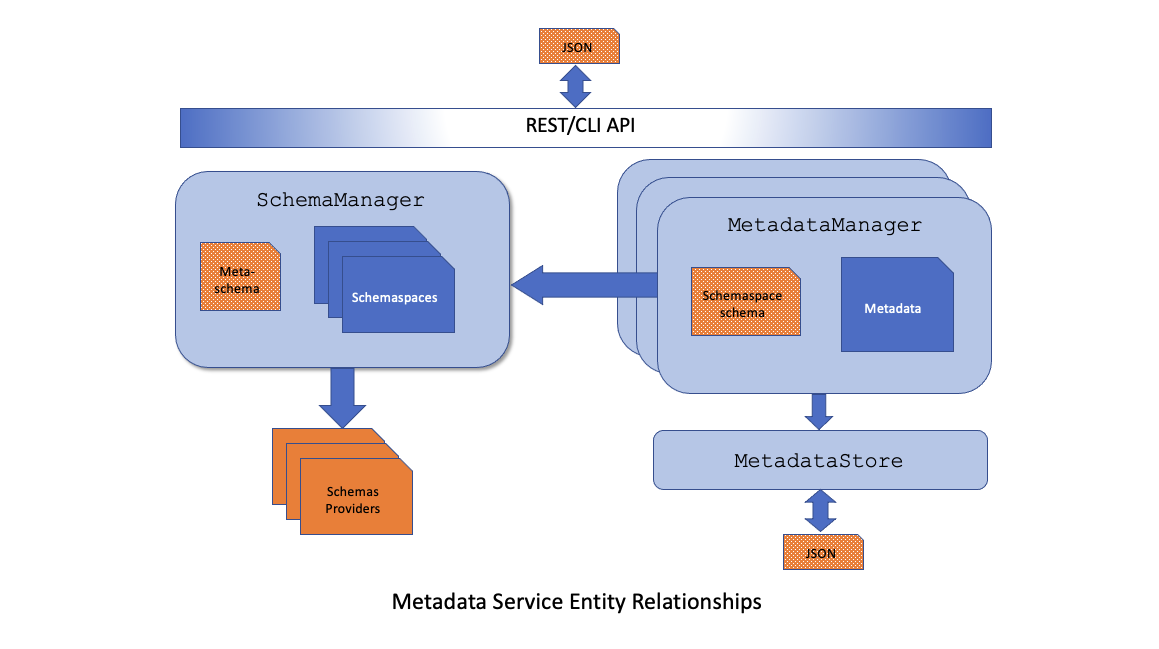 JSON
REST/CLI API
SchemaManager
Meta-
schema
Schemaspaces
MetadataManager
Schemaspace
schema
Metadata
Schemas
Providers
MetadataStore
JSON
Metadata Service Entity Relationships